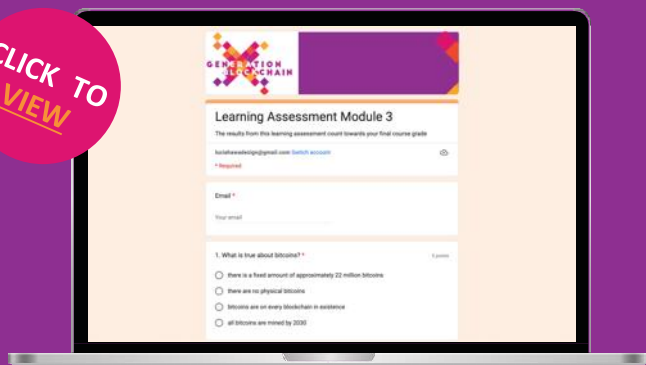 CLICK TO
VIEW
GENERATION
BLOCKCHAIN
Learning Assessment Module 3
The results from this learning assessment count towards your final course grade
Switch account
* Required
Email *
Your email
1. What is true about bitcoins? *
there is a fixed amount of approximately 22 million bitcoins
there are no physical bitcoins
bitcoins are on every blockchain in existence
all bitcoins are mined by 2030